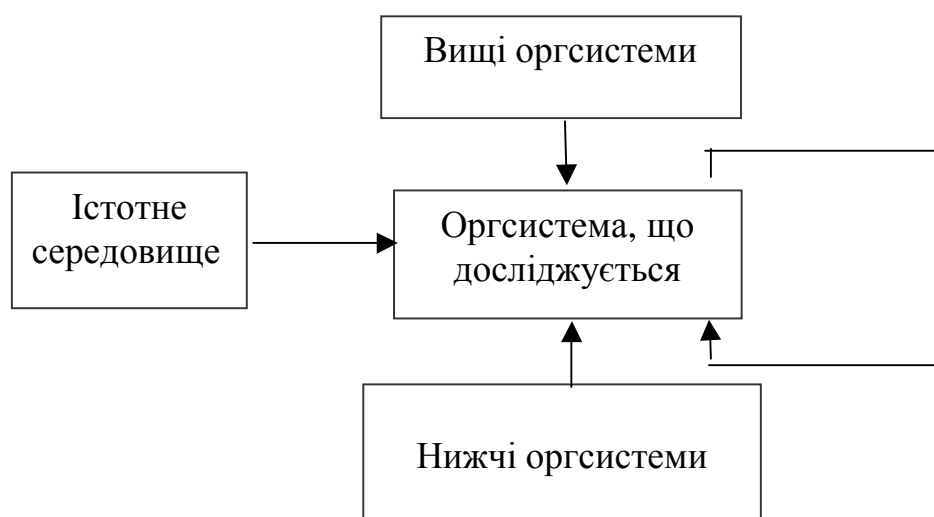 Вищі оргсистеми
Істотне
середовище
Оргсистема, що
досліджується
Нижчі оргсистеми